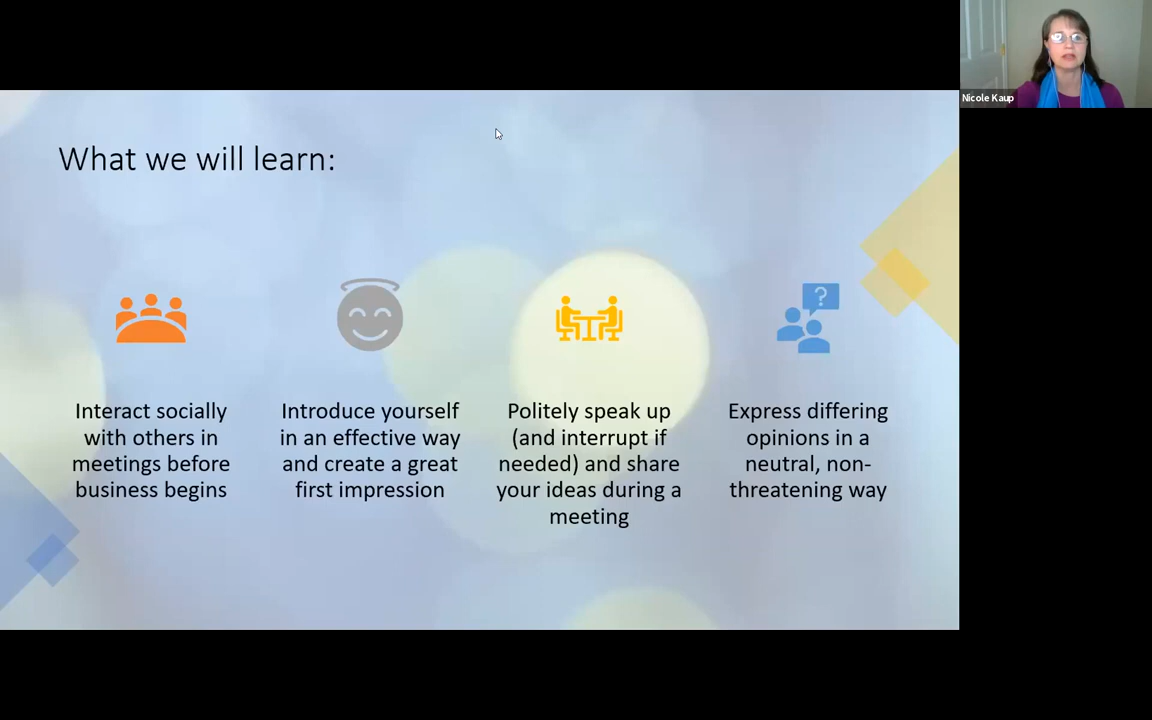 Nicole Kaup
What we will learn:
?
Interact socially
with others in
meetings before
business begins
Introduce yourself
in an effective way
and create a great
first impression
Politely speak up
(and interrupt if
needed) and share
your ideas during a
meeting
Express differing
opinions in a
neutral, non-
threatening way